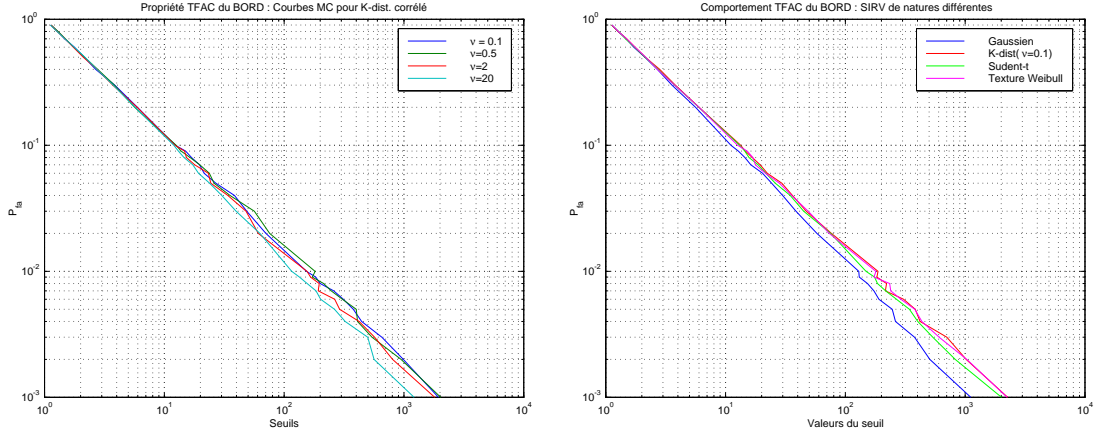 Propriété TFAC du BORD : Courbes MC pour K-dist. corrélé
10^0
10^-1
10^-2
10^-3
P_fa
ν = 0.1
ν=0.5
ν=2
ν=20
10^0 10^1 10^2 10^3 10^4
Seuils
Comportement TFAC du BORD : SIRV de natures différentes
10^0
10^-1
10^-2
10^-3
P_fa
Gaussien
K-dist( ν=0.1)
Sudent-t
Texture Weibull
10^0 10^1 10^2 10^3 10^4
Valeurs du seuil